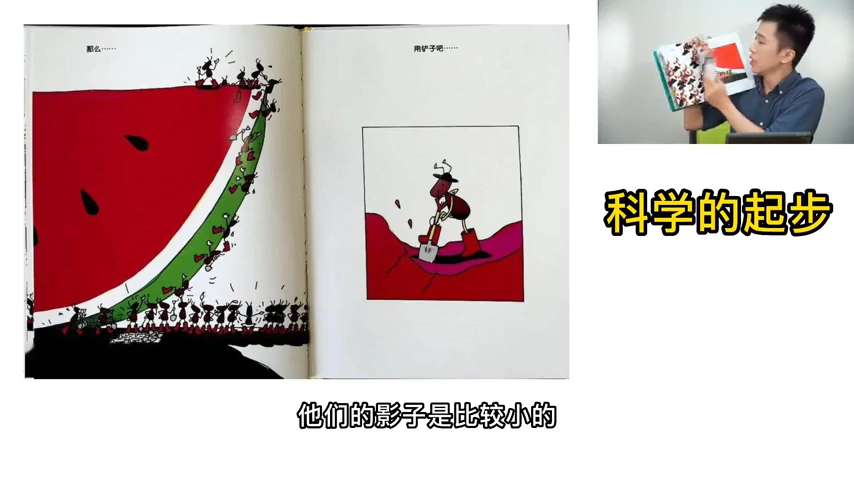 那么……
用铲子吧……
科学的起步
他们的影子是比较小的